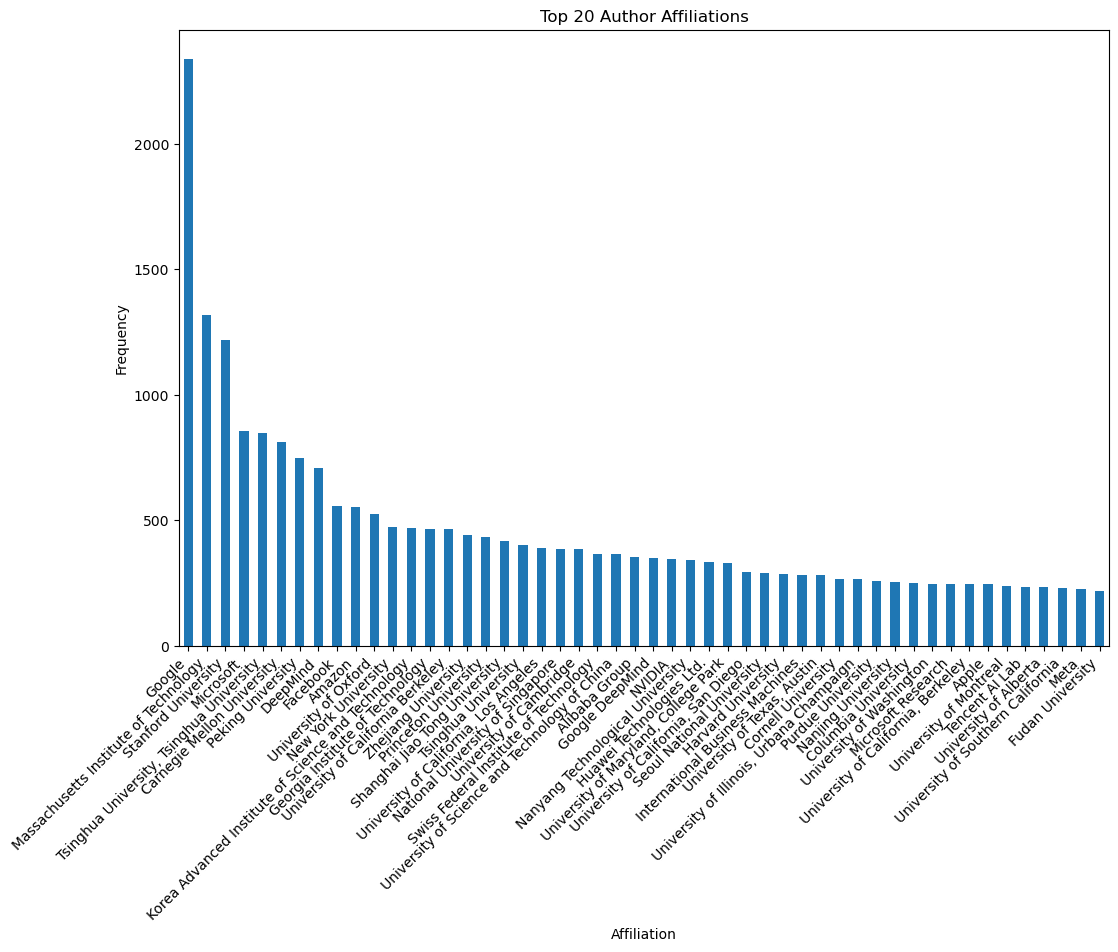 Top 20 Author Affiliations
Frequency
2000
1500
1000
500
0
Google
Massachusetts Institute of Technology
Stanford University
Microsoft
Tsinghua University, Tsinghua University
Carnegie Mellon University
Peking University
DeepMind
Facebook
Amazon
University of Oxford
New York University
Korea Advanced Institute of Science and Technology
Georgia Institute of Technology
University of California Berkeley
Zhejiang University
Princeton University
Shanghai Jiao Tong University
Tsinghua University
University of California, Los Angeles
National University of Singapore
University of Cambridge
Swiss Federal Institute of Technology
University of Science and Technology of China
Alibaba Group
Google DeepMind
NVIDIA
Nanyang Technological University
Huawei Technologies Ltd.
University of Maryland, College Park
University of California, San Diego
Seoul National University
Harvard University
International Business Machines
University of Texas, Austin
Cornell University
University of Illinois, Urbana Champaign
Purdue University
Columbia University
Nanjing University
University of Washington
Microsoft Research
University of California, Berkeley
Apple
University of Montreal
Tencent AI Lab
University of Alberta
University of Southern California
Meta
Fudan University
Affiliation